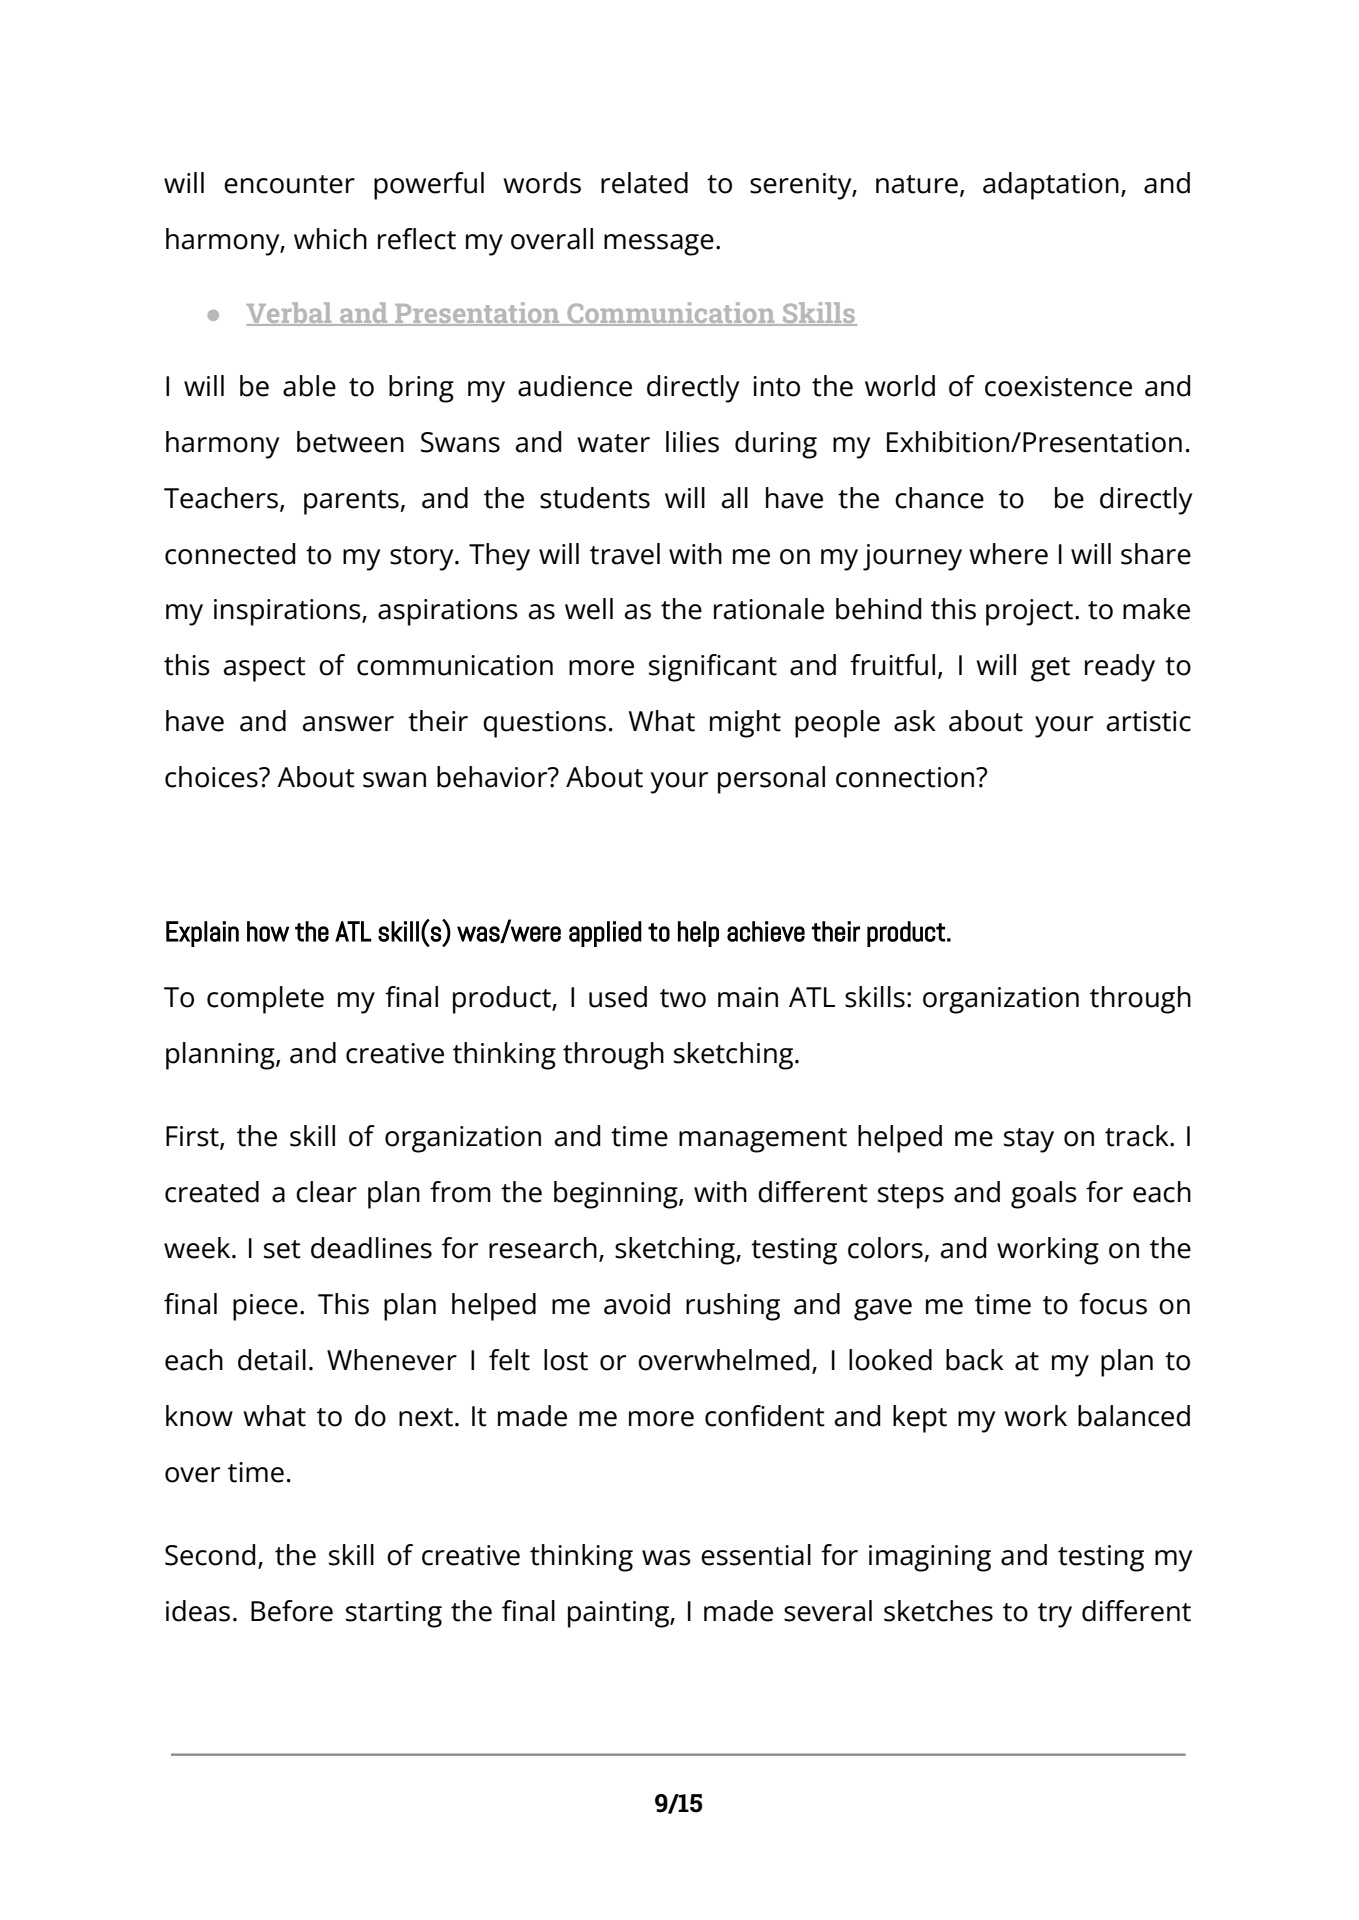 will encounter powerful words related to serenity, nature, adaptation, and
harmony, which reflect my overall message.
● Verbal and Presentation Communication Skills
I will be able to bring my audience directly into the world of coexistence and
harmony between Swans and water lilies during my Exhibition/Presentation.
Teachers, parents, and the students will all have the chance to  be directly
connected to my story. They will travel with me on my journey where I will share
my inspirations, aspirations as well as the rationale behind this project. to make
this aspect of communication more significant and fruitful, I will get ready to
have and answer their questions. What might people ask about your artistic
choices? About swan behavior? About your personal connection?
Explain how the ATL skill(s) was/were applied to help achieve their product.
To complete my final product, I used two main ATL skills: organization through
planning, and creative thinking through sketching.
First, the skill of organization and time management helped me stay on track. I
created a clear plan from the beginning, with different steps and goals for each
week. I set deadlines for research, sketching, testing colors, and working on the
final piece. This plan helped me avoid rushing and gave me time to focus on
each detail. Whenever I felt lost or overwhelmed, I looked back at my plan to
know what to do next. It made me more confident and kept my work balanced
over time.
Second, the skill of creative thinking was essential for imagining and testing my
ideas. Before starting the final painting, I made several sketches to try different
9/15